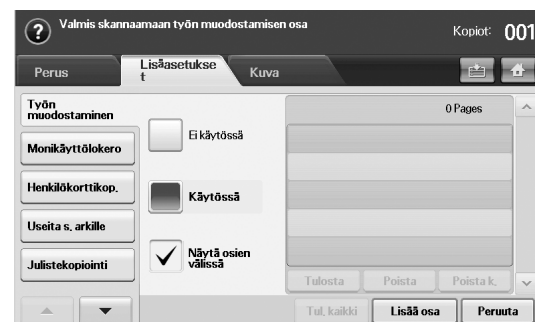 Valmis skannaamaan työn muodostamisen osa
Kopiot: 001
Perus
Lisäasetukse
t
Kuva
Työn
muodostaminen
Monikäyttölokero
Henkilökorttikop.
Useita s. arkille
Julistekopiointi
Ei käytössä
Käytössä
Näytä osien
välissä
0 Pages
Tulosta
Poista
Poista k.
Tul. kaikki
Lisää osa
Peruuta